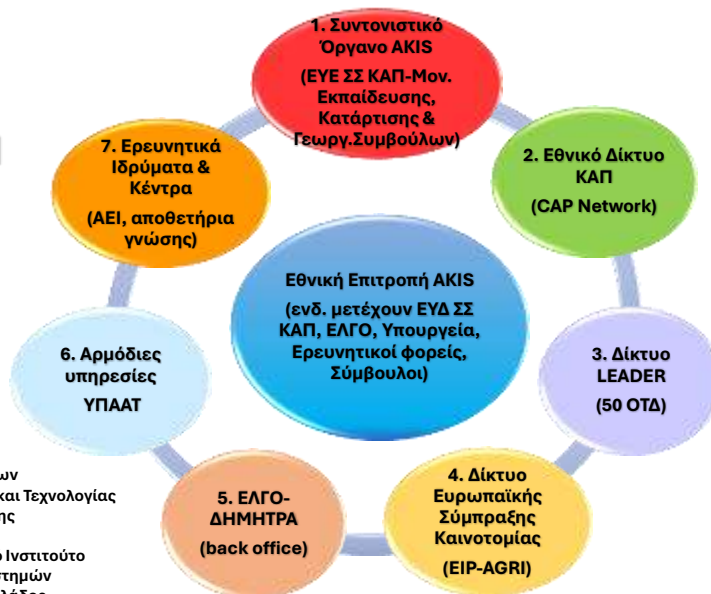 1. Συντονιστικό
Όργανο AKIS
(ΕΥΕ ΣΣ ΚΑΠ-Μον.
Εκπαίδευσης,
Κατάρτισης &
Γεωργ.Συμβούλων)
2. Εθνικό Δίκτυο
ΚΑΠ
(CAP Network)
3. Δίκτυο
LEADER
(50 ΟΤΔ)
4. Δίκτυο
Ευρωπαϊκής
Σύμπραξης
Καινοτομίας
(EIP-AGRI)
5. ΕΛΓΟ-
ΔΗΜΗΤΡΑ
(back office)
6. Αρμόδιες
υπηρεσίες
ΥΠΑΑΤ
7. Ερευνητικά
Ιδρύματα &
Κέντρα
(ΑΕΙ, αποθετήρια
γνώσης)
Εθνική Επιτροπή AKIS
(ενδ. μετέχουν ΕΥΔ ΣΣ
ΚΑΠ, ΕΛΓΟ, Υπουργεία,
Ερευνητικοί φορείς,
Σύμβουλοι)
και Τεχνολογίας
Ινστιτούτο